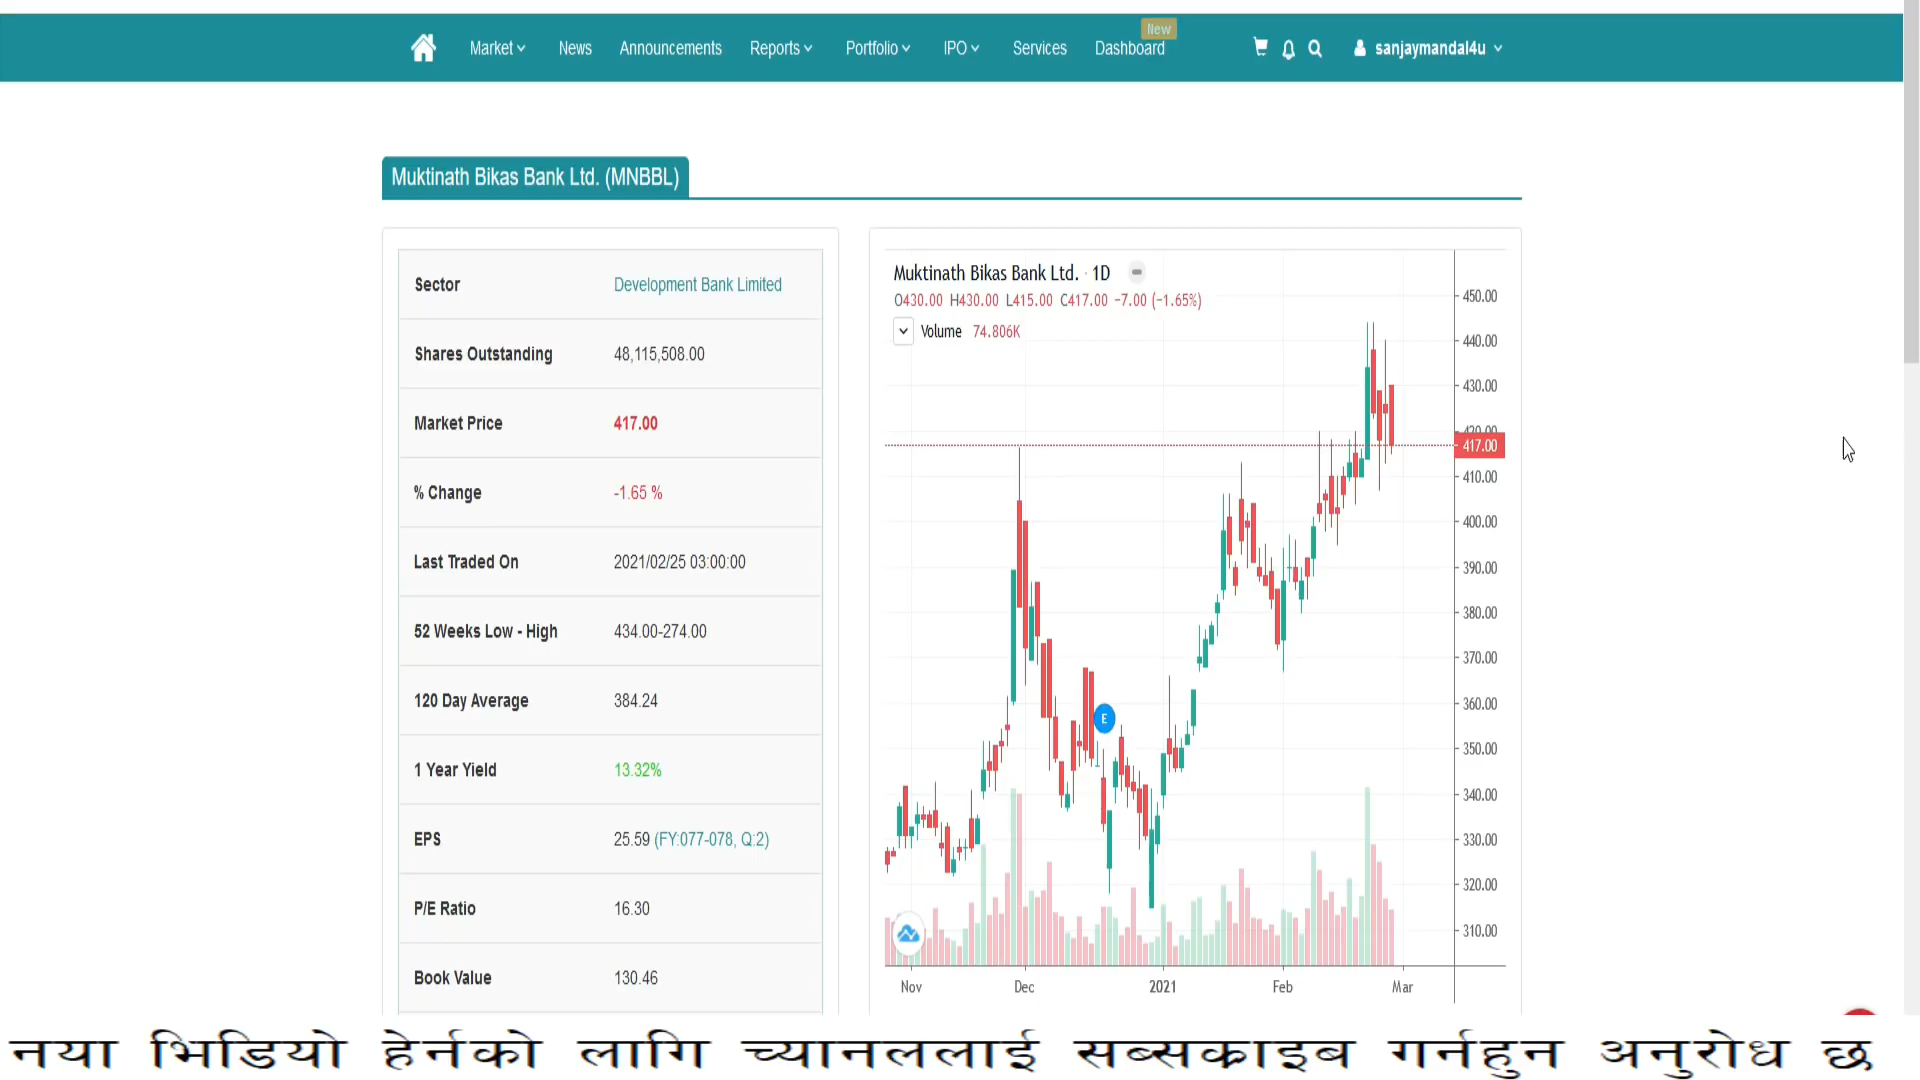 Market News Announcements Reports Portfolio IPO Services Dashboard New sanjaymandal4u
Muktinath Bikas Bank Ltd. (MNBBL)
Sector Development Bank Limited
Shares Outstanding 48,115,508.00
Market Price 417.00
% Change -1.65 %
Last Traded On 2021/02/25 03:00:00
52 Weeks Low - High 434.00-274.00
120 Day Average 384.24
1 Year Yield 13.32%
EPS 25.59 (FY:077-078, Q:2)
P/E Ratio 16.30
Book Value 130.46
Muktinath Bikas Bank Ltd. · 1D
O430.00 H430.00 L415.00 C417.00 −7.00 (−1.65%)
Volume 74.806K
E
450.00
440.00
430.00
420.00
417.00
410.00
400.00
390.00
380.00
370.00
360.00
350.00
340.00
330.00
320.00
310.00
Nov Dec 2021 Feb Mar
नया भिडियो हेर्नको लागि च्यानललाई सब्सक्राइब गर्नहुन अनुरोध छ